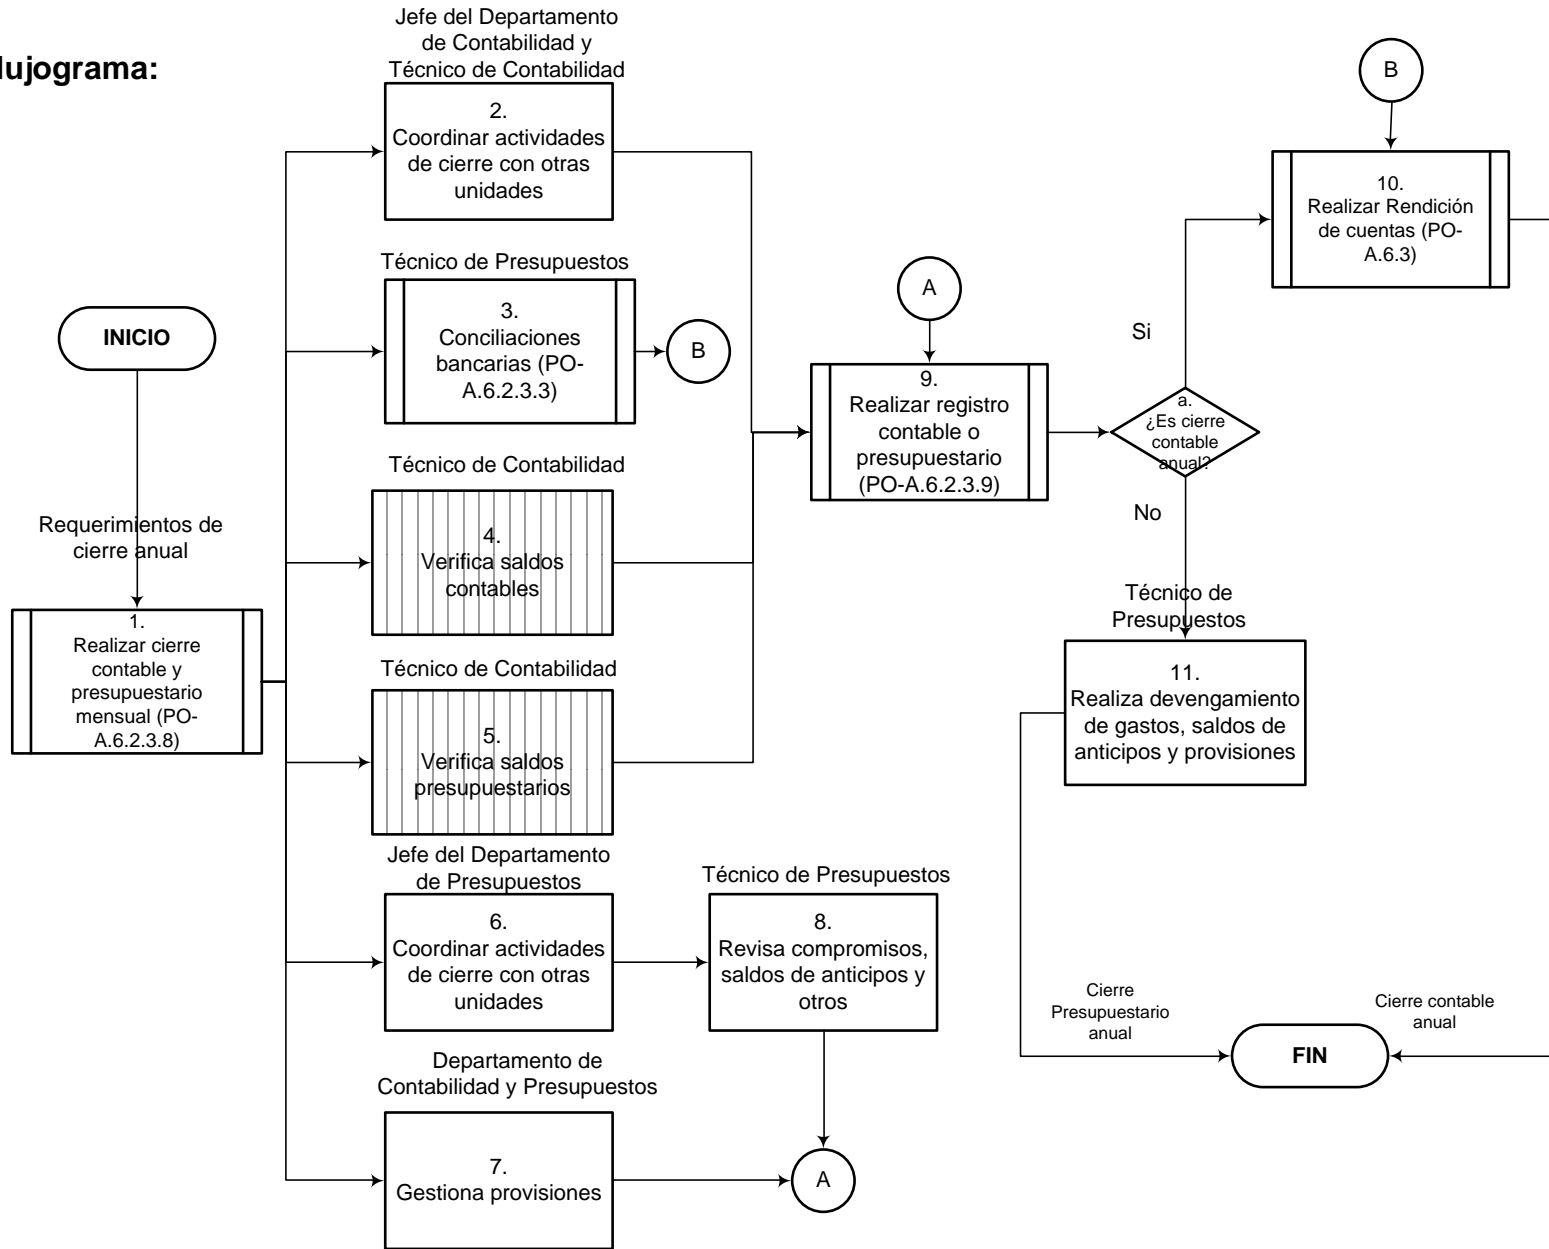 lujograma:
INICIO
Requerimientos de
cierre anual
1.
Realizar cierre
contable y
presupuestario
mensual (PO-
A.6.2.3.8)
Jefe del Departamento
de Contabilidad y
Técnico de Contabilidad
2.
Coordinar actividades
de cierre con otras
unidades
Técnico de Presupuestos
3.
Conciliaciones
bancarias (PO-
A.6.2.3.3)
B
Técnico de Contabilidad
4.
Verifica saldos
contables
Técnico de Contabilidad
5.
Verifica saldos
presupuestarios
Jefe del Departamento
de Presupuestos
6.
Coordinar actividades
de cierre con otras
unidades
Técnico de Presupuestos
8.
Revisa compromisos,
saldos de anticipos y
otros
Departamento de
Contabilidad y Presupuestos
7.
Gestiona provisiones
A
A
9.
Realizar registro
contable o
presupuestario
(PO-A.6.2.3.9)
a.
¿Es cierre
contable
anual?
Si
No
B
10.
Realizar Rendición
de cuentas (PO-
A.6.3)
Técnico de
Presupuestos
11.
Realiza devengamiento
de gastos, saldos de
anticipos y provisiones
Cierre
Presupuestario
anual
Cierre contable
anual
FIN